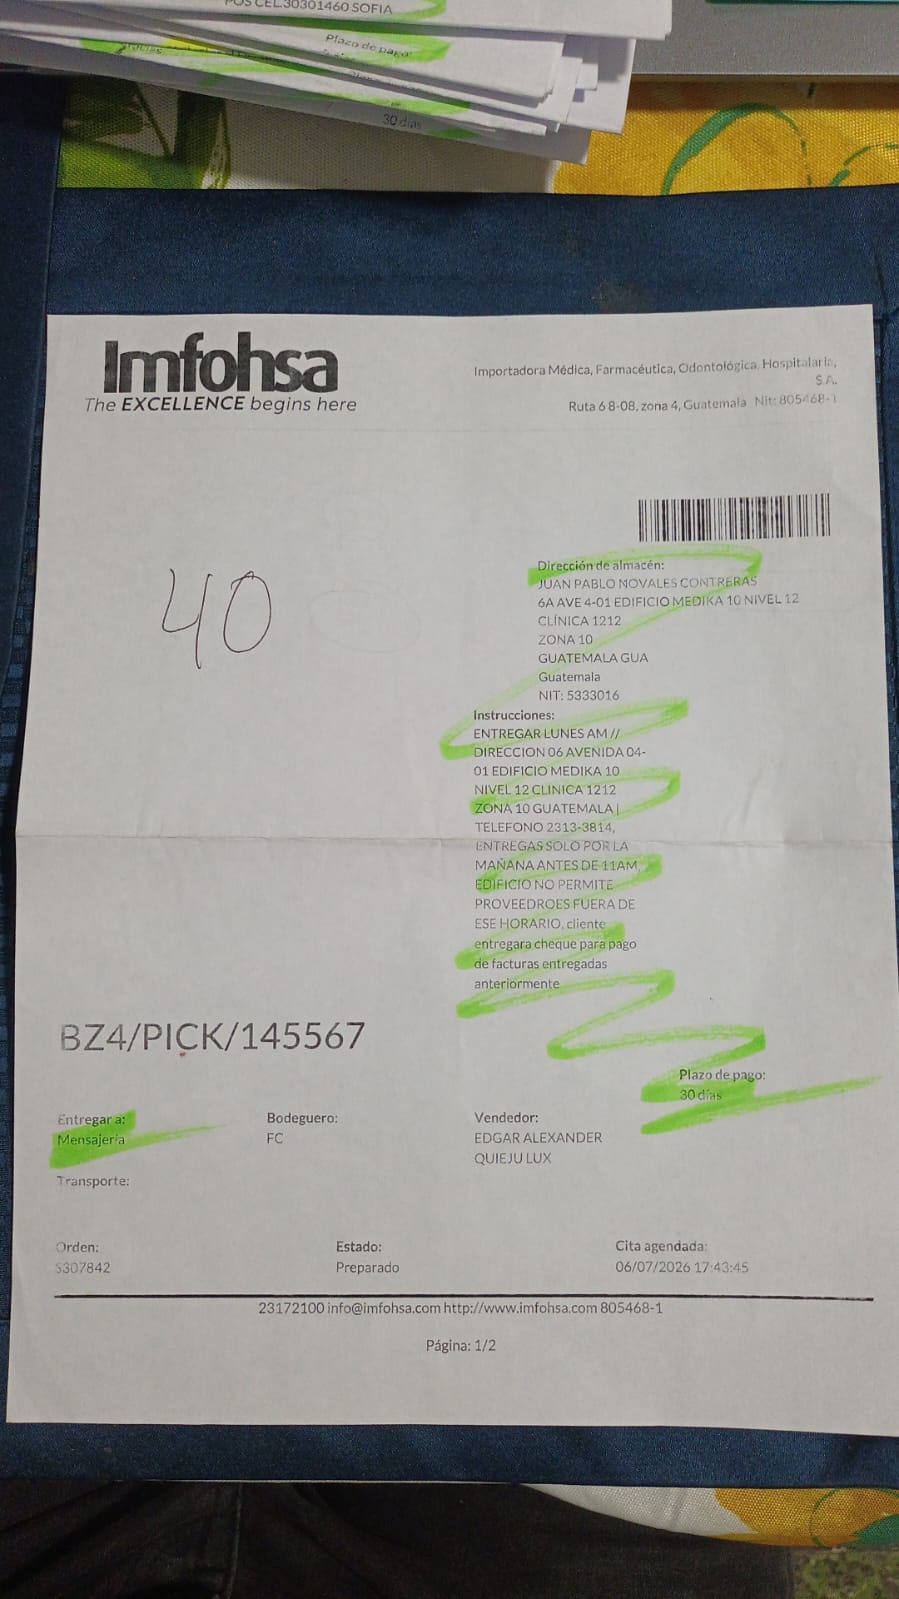 POS CEL 30301460 SOFIA
Plazo de pago:
30 días
Imfohsa
The EXCELLENCE begins here
Importadora Médica, Farmacéutica, Odontológica, Hospitalaria,
S.A.
Ruta 6 8-08, zona 4, Guatemala Nit: 805468-1
40
Dirección de almacén:
JUAN PABLO NOVALES CONTRERAS
6A AVE 4-01 EDIFICIO MEDIKA 10 NIVEL 12
CLÍNICA 1212
ZONA 10
GUATEMALA GUA
Guatemala
NIT: 5333016
Instrucciones:
ENTREGAR LUNES AM //
DIRECCION 06 AVENIDA 04-
01 EDIFICIO MEDIKA 10
NIVEL 12 CLINICA 1212
ZONA 10 GUATEMALA |
TELEFONO 2313-3814,
ENTREGAS SOLO POR LA
MAÑANA ANTES DE 11AM,
EDIFICIO NO PERMITE
PROVEEDROES FUERA DE
ESE HORARIO, cliente
entregara cheque para pago
de facturas entregadas
anteriormente
BZ4/PICK/145567
Plazo de pago:
30 días
Entregar a:
Mensajería
Bodeguero:
FC
Vendedor:
EDGAR ALEXANDER
QUIEJU LUX
Transporte:
Orden:
S307842
Estado:
Preparado
Cita agendada:
06/07/2026 17:43:45
23172100 info@imfohsa.com http://www.imfohsa.com 805468-1
Página: 1/2